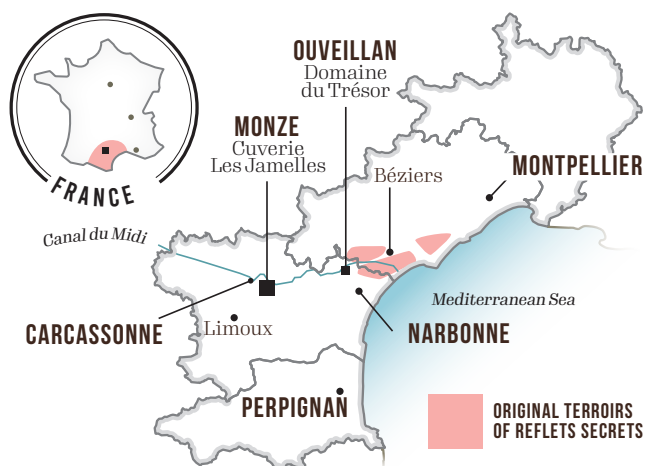 FRANCE
OUVEILLAN
Domaine
du Trésor
MONZE
Cuverie
Les Jamelles
Béziers
MONTPELLIER
Canal du Midi
Mediterranean Sea
CARCASSONNE
Limoux
NARBONNE
PERPIGNAN
ORIGINAL TERROIRS
OF REFLETS SECRETS